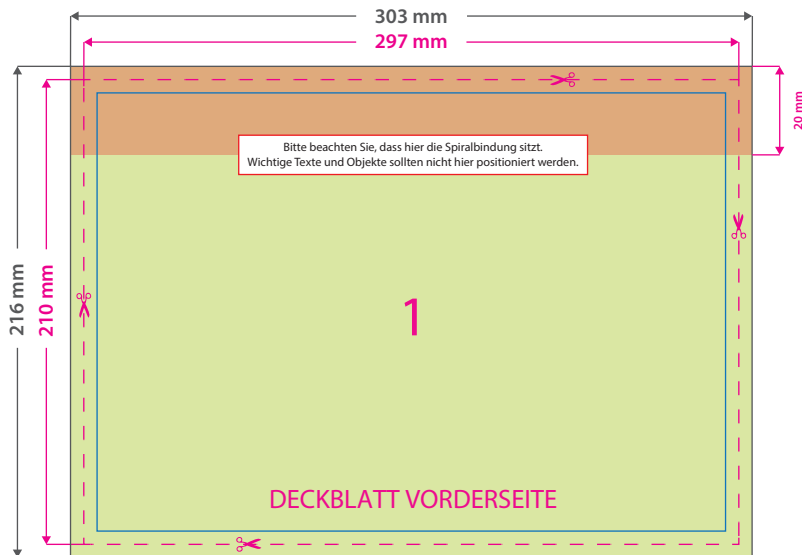 303 mm
297 mm
20 mm
Bitte beachten Sie, dass hier die Spiralbindung sitzt.
Wichtige Texte und Objekte sollten nicht hier positioniert werden.
216 mm
210 mm
1
DECKBLATT VORDERSEITE